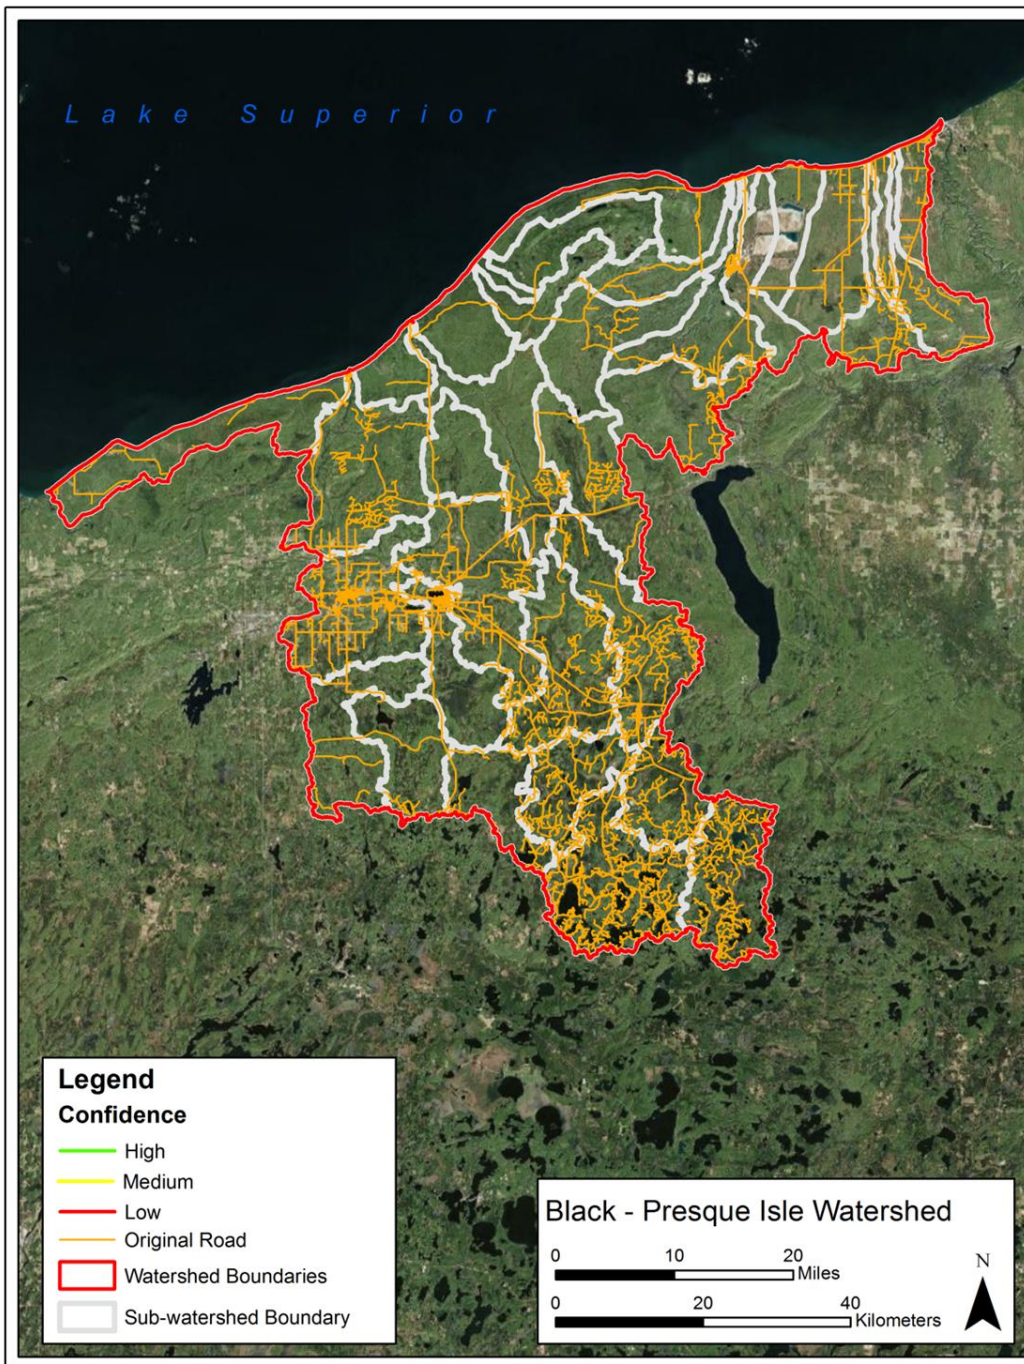 Lake Superior
Legend
Confidence
High
Medium
Low
Original Road
Watershed Boundaries
Sub-watershed Boundary
Black - Presque Isle Watershed
0 10 20
Miles
0 20 40
Kilometers
N